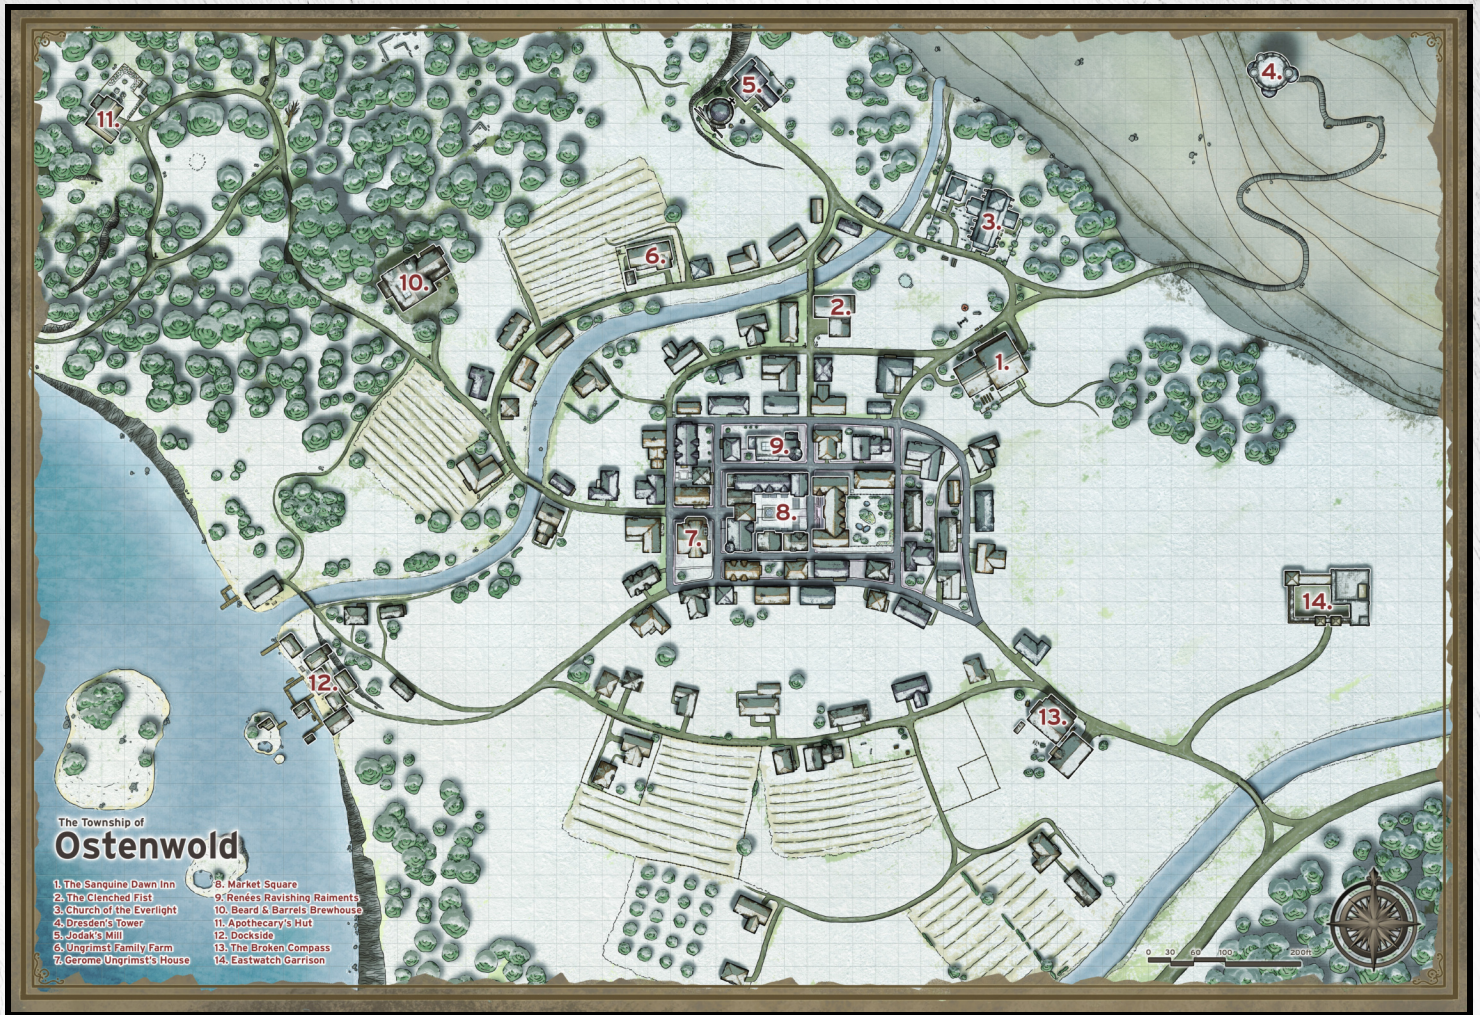 4.
5.
11.
3.
6.
10.
2.
1.
9.
8.
7.
14.
12.
13.
The Township of
Ostenwold
1. The Sanguine Dawn Inn
2. The Clenched Fist
3. Church of the Everlight
4. Dresden's Tower
5. Jodak's Mill
6. Ungrimst Family Farm
7. Gerome Ungrimst's House
8. Market Square
9. Renées Ravishing Raiments
10. Beard & Barrels Brewhouse
11. Apothecary's Hut
12. Dockside
13. The Broken Compass
14. Eastwatch Garrison
0 30 60 100 200ft